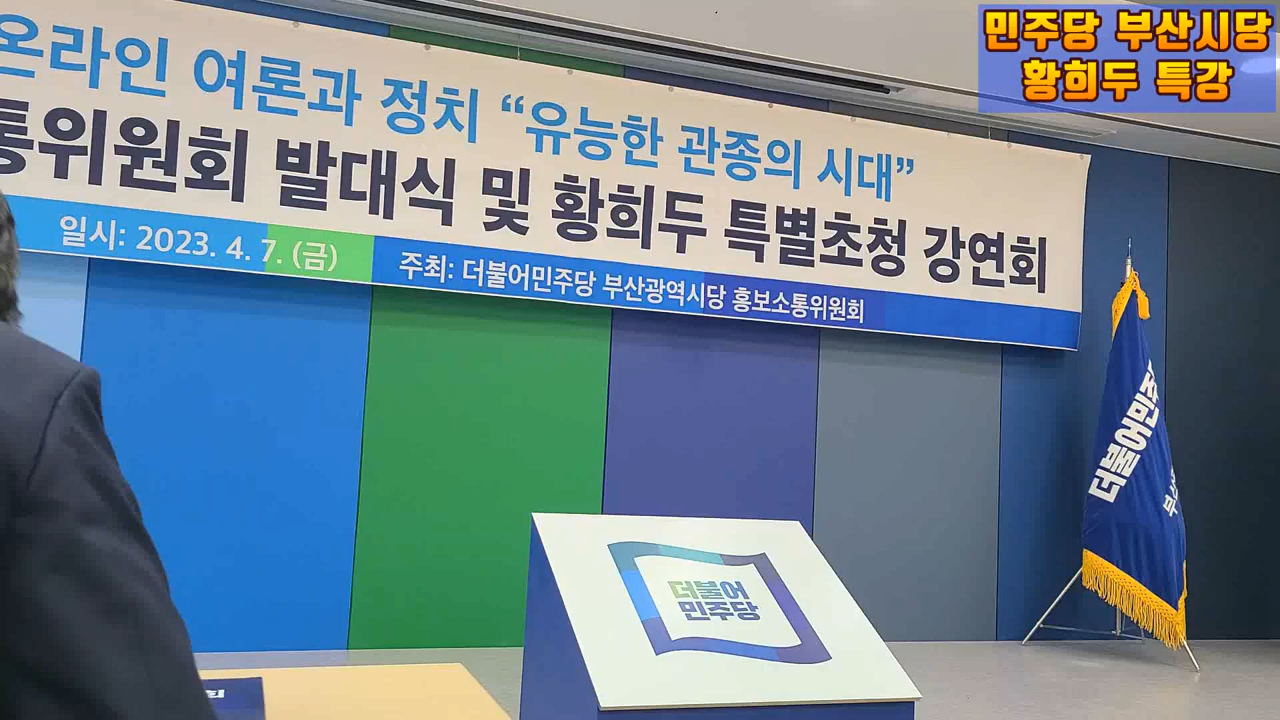 민주당 부산시당
황희두 특강
온라인 여론과 정치 “유능한 관종의 시대”
통위원회 발대식 및 황희두 특별초청 강연회
일시: 2023. 4. 7. (금)
주최: 더불어민주당 부산광역시당 홍보소통위원회
더불어민주
부산
더불어
민주당
회